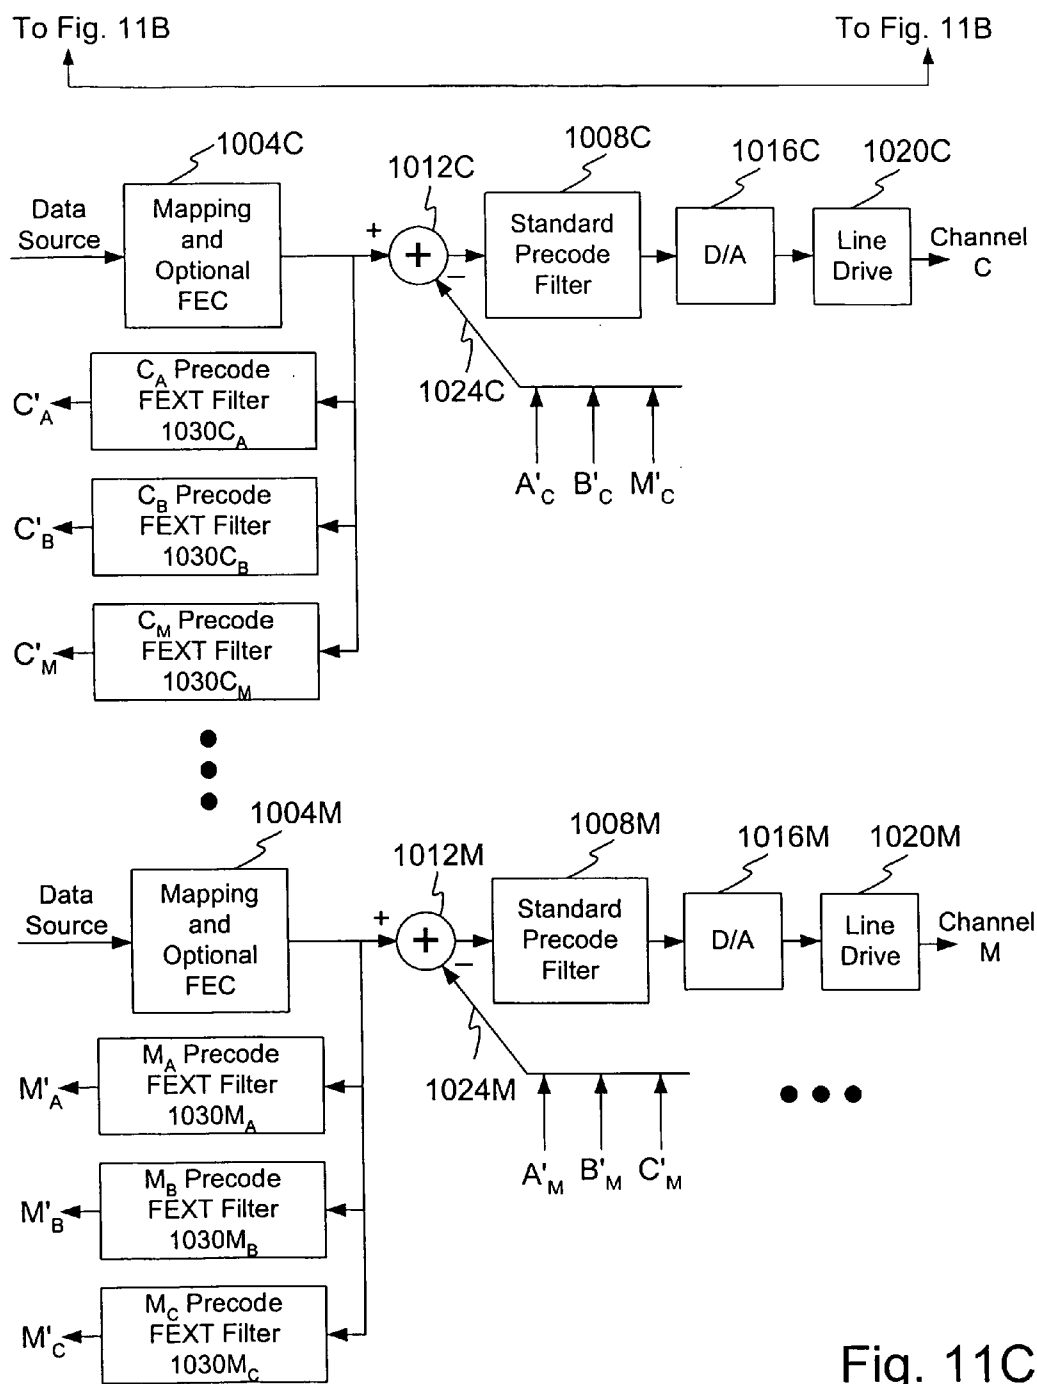 To Fig. 11B
To Fig. 11B
1004C
1012C
1008C
1016C
1020C
Data
Source
Mapping
and
Optional
FEC
+
+
−
Standard
Precode
Filter
D/A
Line
Drive
Channel
C
1024C
A'C B'C M'C
C'A
CA Precode
FEXT Filter
1030CA
C'B
CB Precode
FEXT Filter
1030CB
C'M
CM Precode
FEXT Filter
1030CM
1004M
1012M
1008M
1016M
1020M
Data
Source
Mapping
and
Optional
FEC
+
+
−
Standard
Precode
Filter
D/A
Line
Drive
Channel
M
1024M
A'M B'M C'M
M'A
MA Precode
FEXT Filter
1030MA
M'B
MB Precode
FEXT Filter
1030MB
M'C
MC Precode
FEXT Filter
1030MC
Fig. 11C